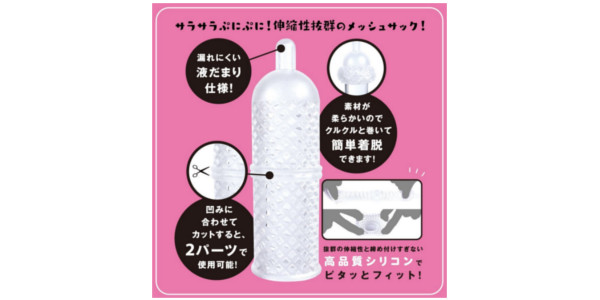 サラサラぷにぷに!伸縮性抜群のメッシュサック!
漏れにくい
液だまり
仕様!
素材が
柔らかいので
クルクルと巻いて
簡単着脱
できます!
凹みに
合わせて
カットすると、
2パーツで
使用可能!
抜群の伸縮性と締め付けすぎない
高品質シリコンで
ピタッとフィット!